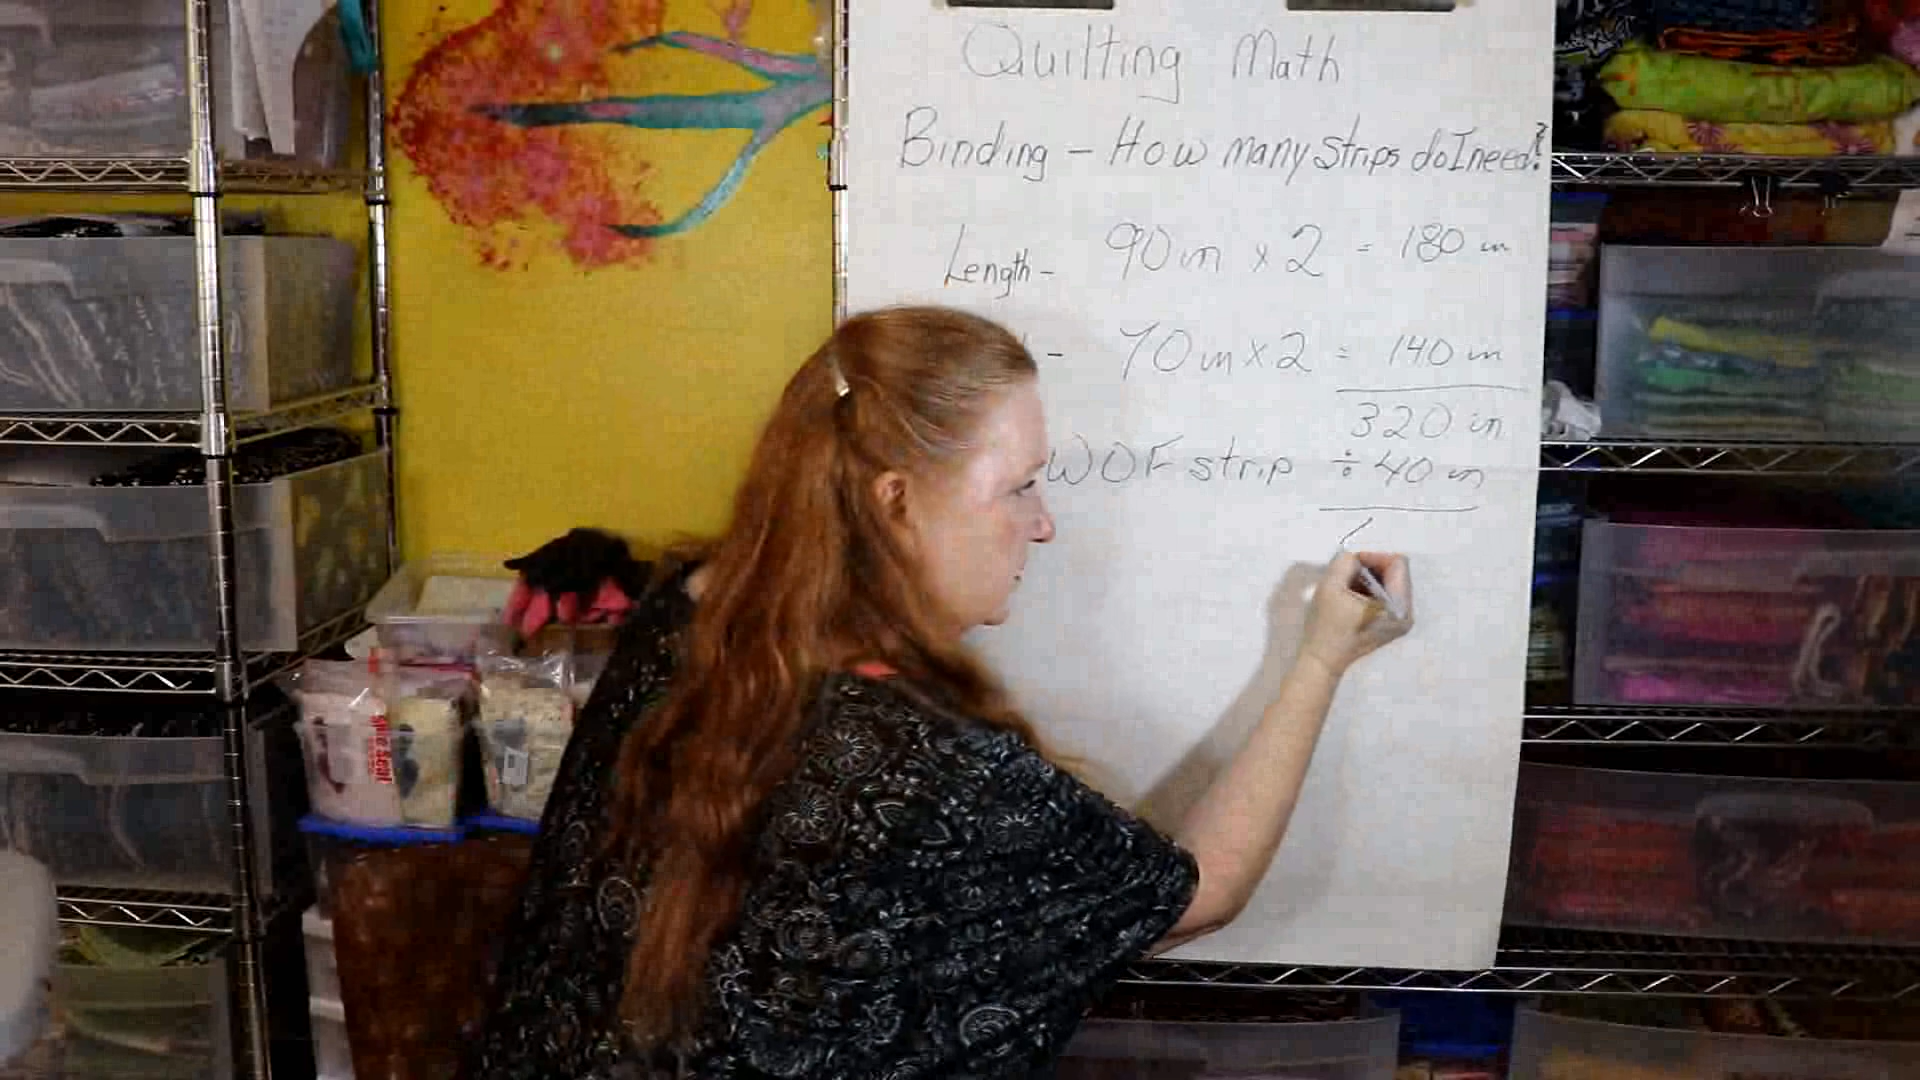 Quilting Math
Binding - How many strips do I need?
Length - 90 in x 2 = 180 in
- 70 in x 2 = 140 in
320 in
WOF strip ÷ 40 in